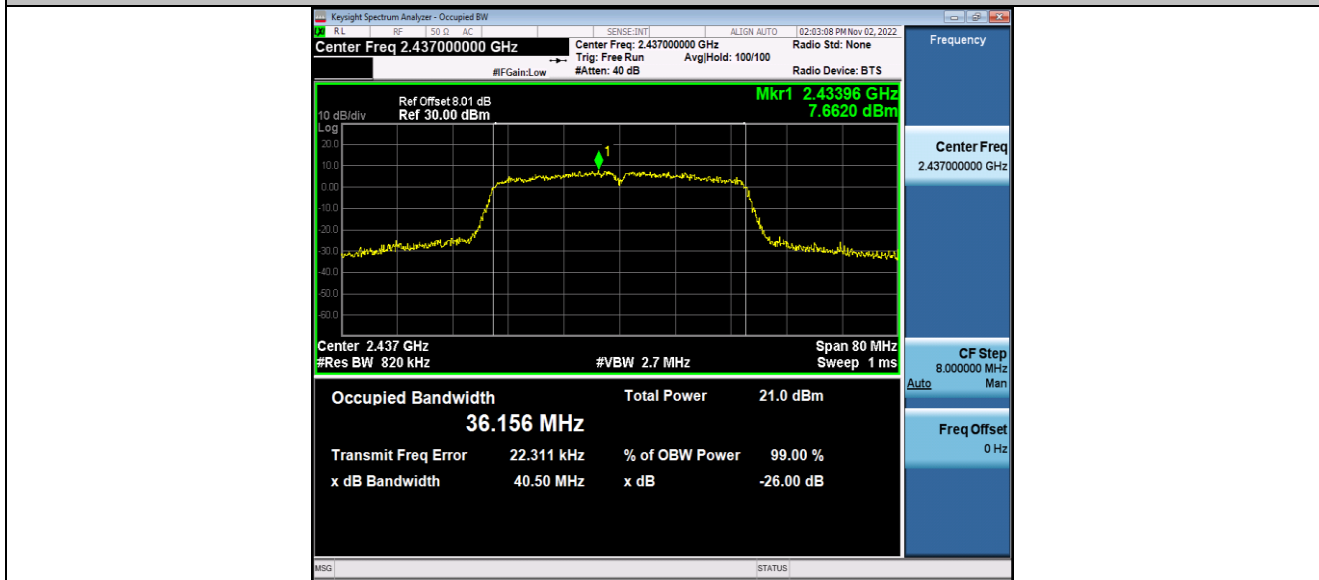 Keysight Spectrum Analyzer - Occupied BW
RL RF 50 Ω AC SENSE:INT ALIGN AUTO 02:03:08 PM Nov 02, 2022
Center Freq 2.437000000 GHz
Center Freq: 2.437000000 GHz Radio Std: None
Trig: Free Run Avg|Hold: 100/100
#IFGain:Low #Atten: 40 dB Radio Device: BTS
Frequency
Mkr1 2.43396 GHz
7.6620 dBm
Ref Offset 8.01 dB
10 dB/div Ref 30.00 dBm
Log
20.0
10.0
0.00
-10.0
-20.0
-30.0
-40.0
-50.0
-60.0
1
Center 2.437 GHz Span 80 MHz
#Res BW 820 kHz #VBW 2.7 MHz Sweep 1 ms
Occupied Bandwidth Total Power 21.0 dBm
36.156 MHz
Transmit Freq Error 22.311 kHz % of OBW Power 99.00 %
x dB Bandwidth 40.50 MHz x dB -26.00 dB
Center Freq
2.437000000 GHz
CF Step
8.000000 MHz
Auto Man
Freq Offset
0 Hz
MSG STATUS